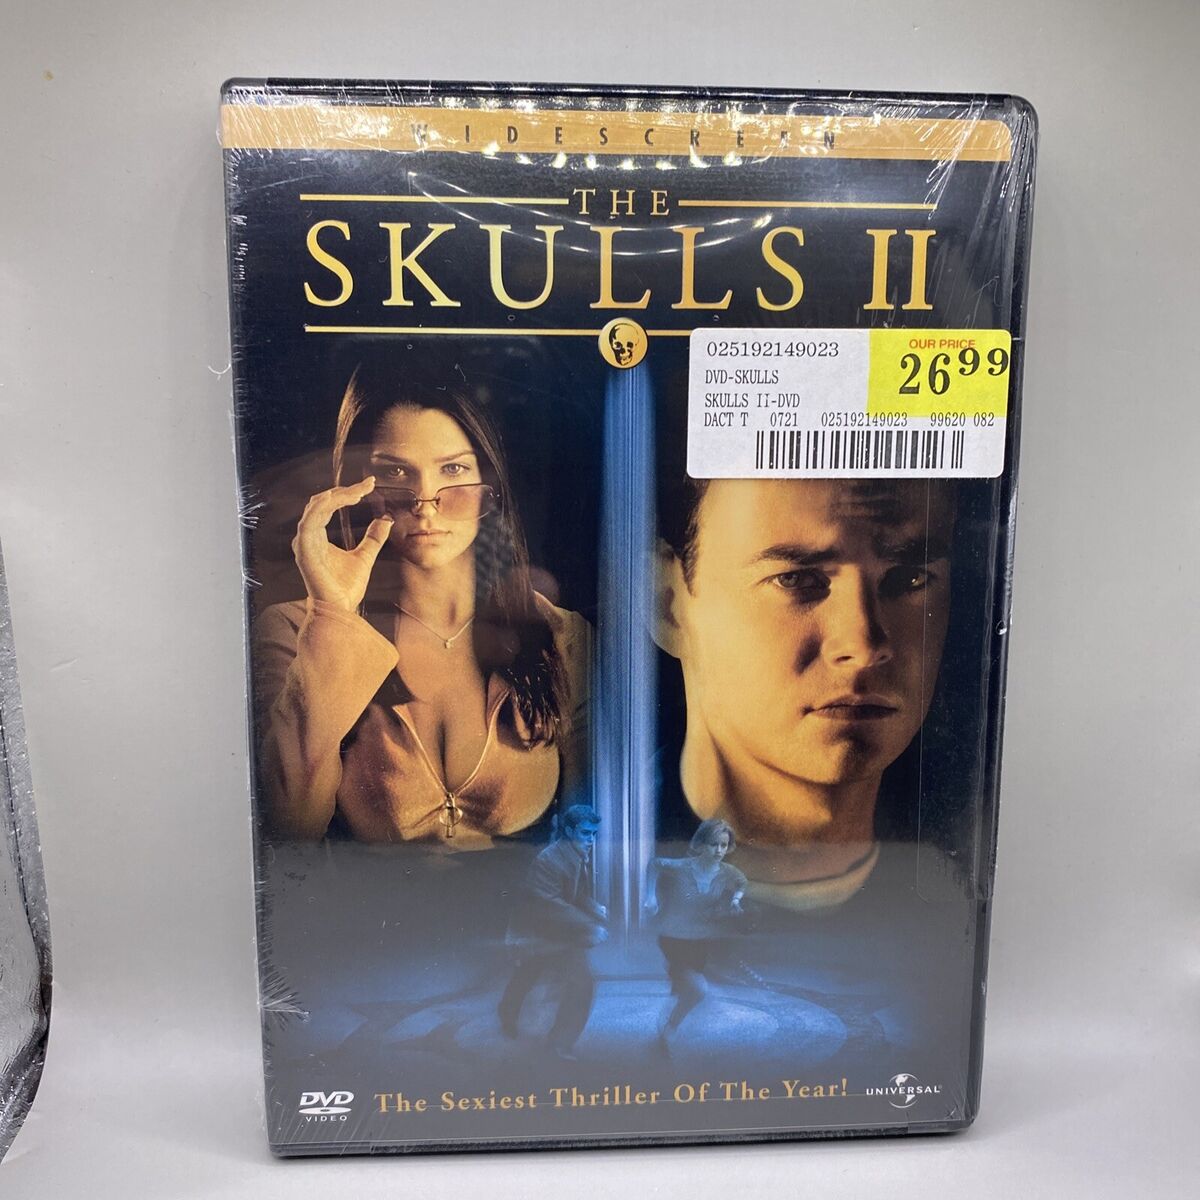 WIDESCREEN
THE
SKULLS II
025192149023
OUR PRICE
26 99
DVD-SKULLS
SKULLS II-DVD
DACT T 0721 025192149023 99620 082
DVD
VIDEO
The Sexiest Thriller Of The Year!
UNIVERSAL